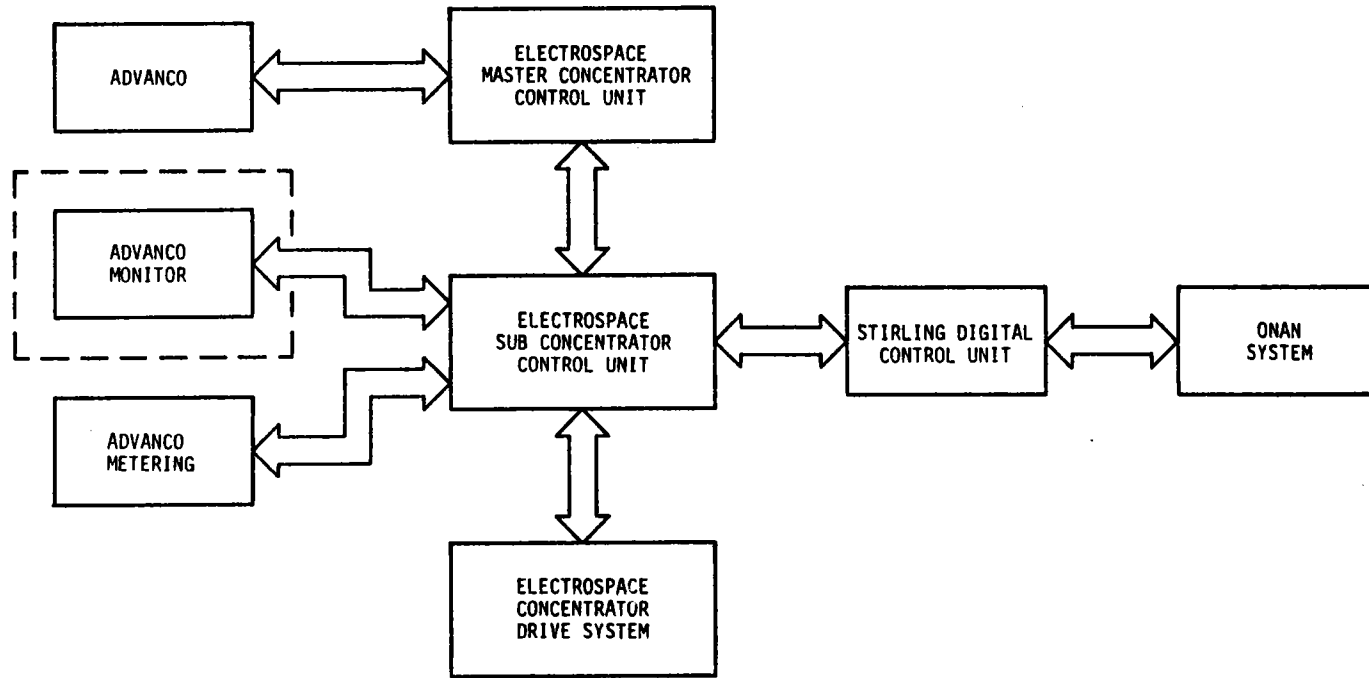 ADVANCO
ELECTROSPACE
MASTER CONCENTRATOR
CONTROL UNIT
ADVANCO
MONITOR
ELECTROSPACE
SUB CONCENTRATOR
CONTROL UNIT
STIRLING DIGITAL
CONTROL UNIT
ONAN
SYSTEM
ADVANCO
METERING
ELECTROSPACE
CONCENTRATOR
DRIVE SYSTEM